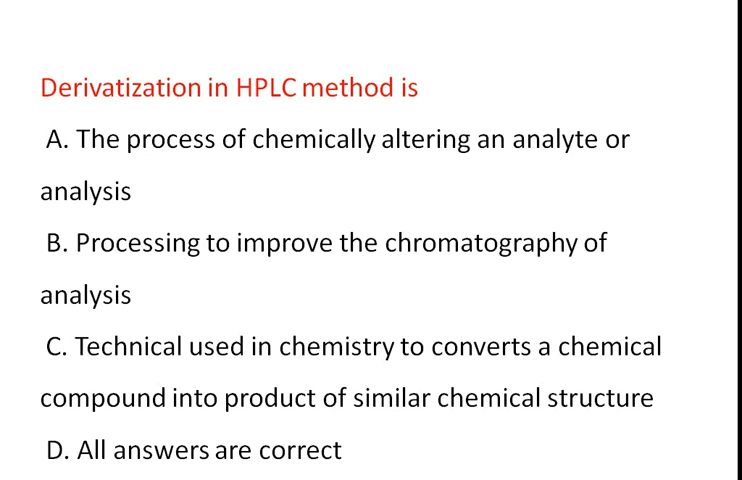 Derivatization in HPLC method is
A. The process of chemically altering an analyte or
analysis
B. Processing to improve the chromatography of
analysis
C. Technical used in chemistry to converts a chemical
compound into product of similar chemical structure
D. All answers are correct